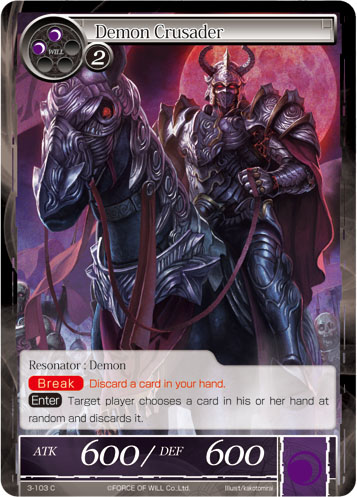 Demon Crusader
WILL
2
Resonator : Demon
Break Discard a card in your hand.
Enter Target player chooses a card in his or her hand at
random and discards it.
ATK 600 / DEF 600
3-103 C ©FORCE OF WILL Co.,Ltd. Illust/kakotomirai